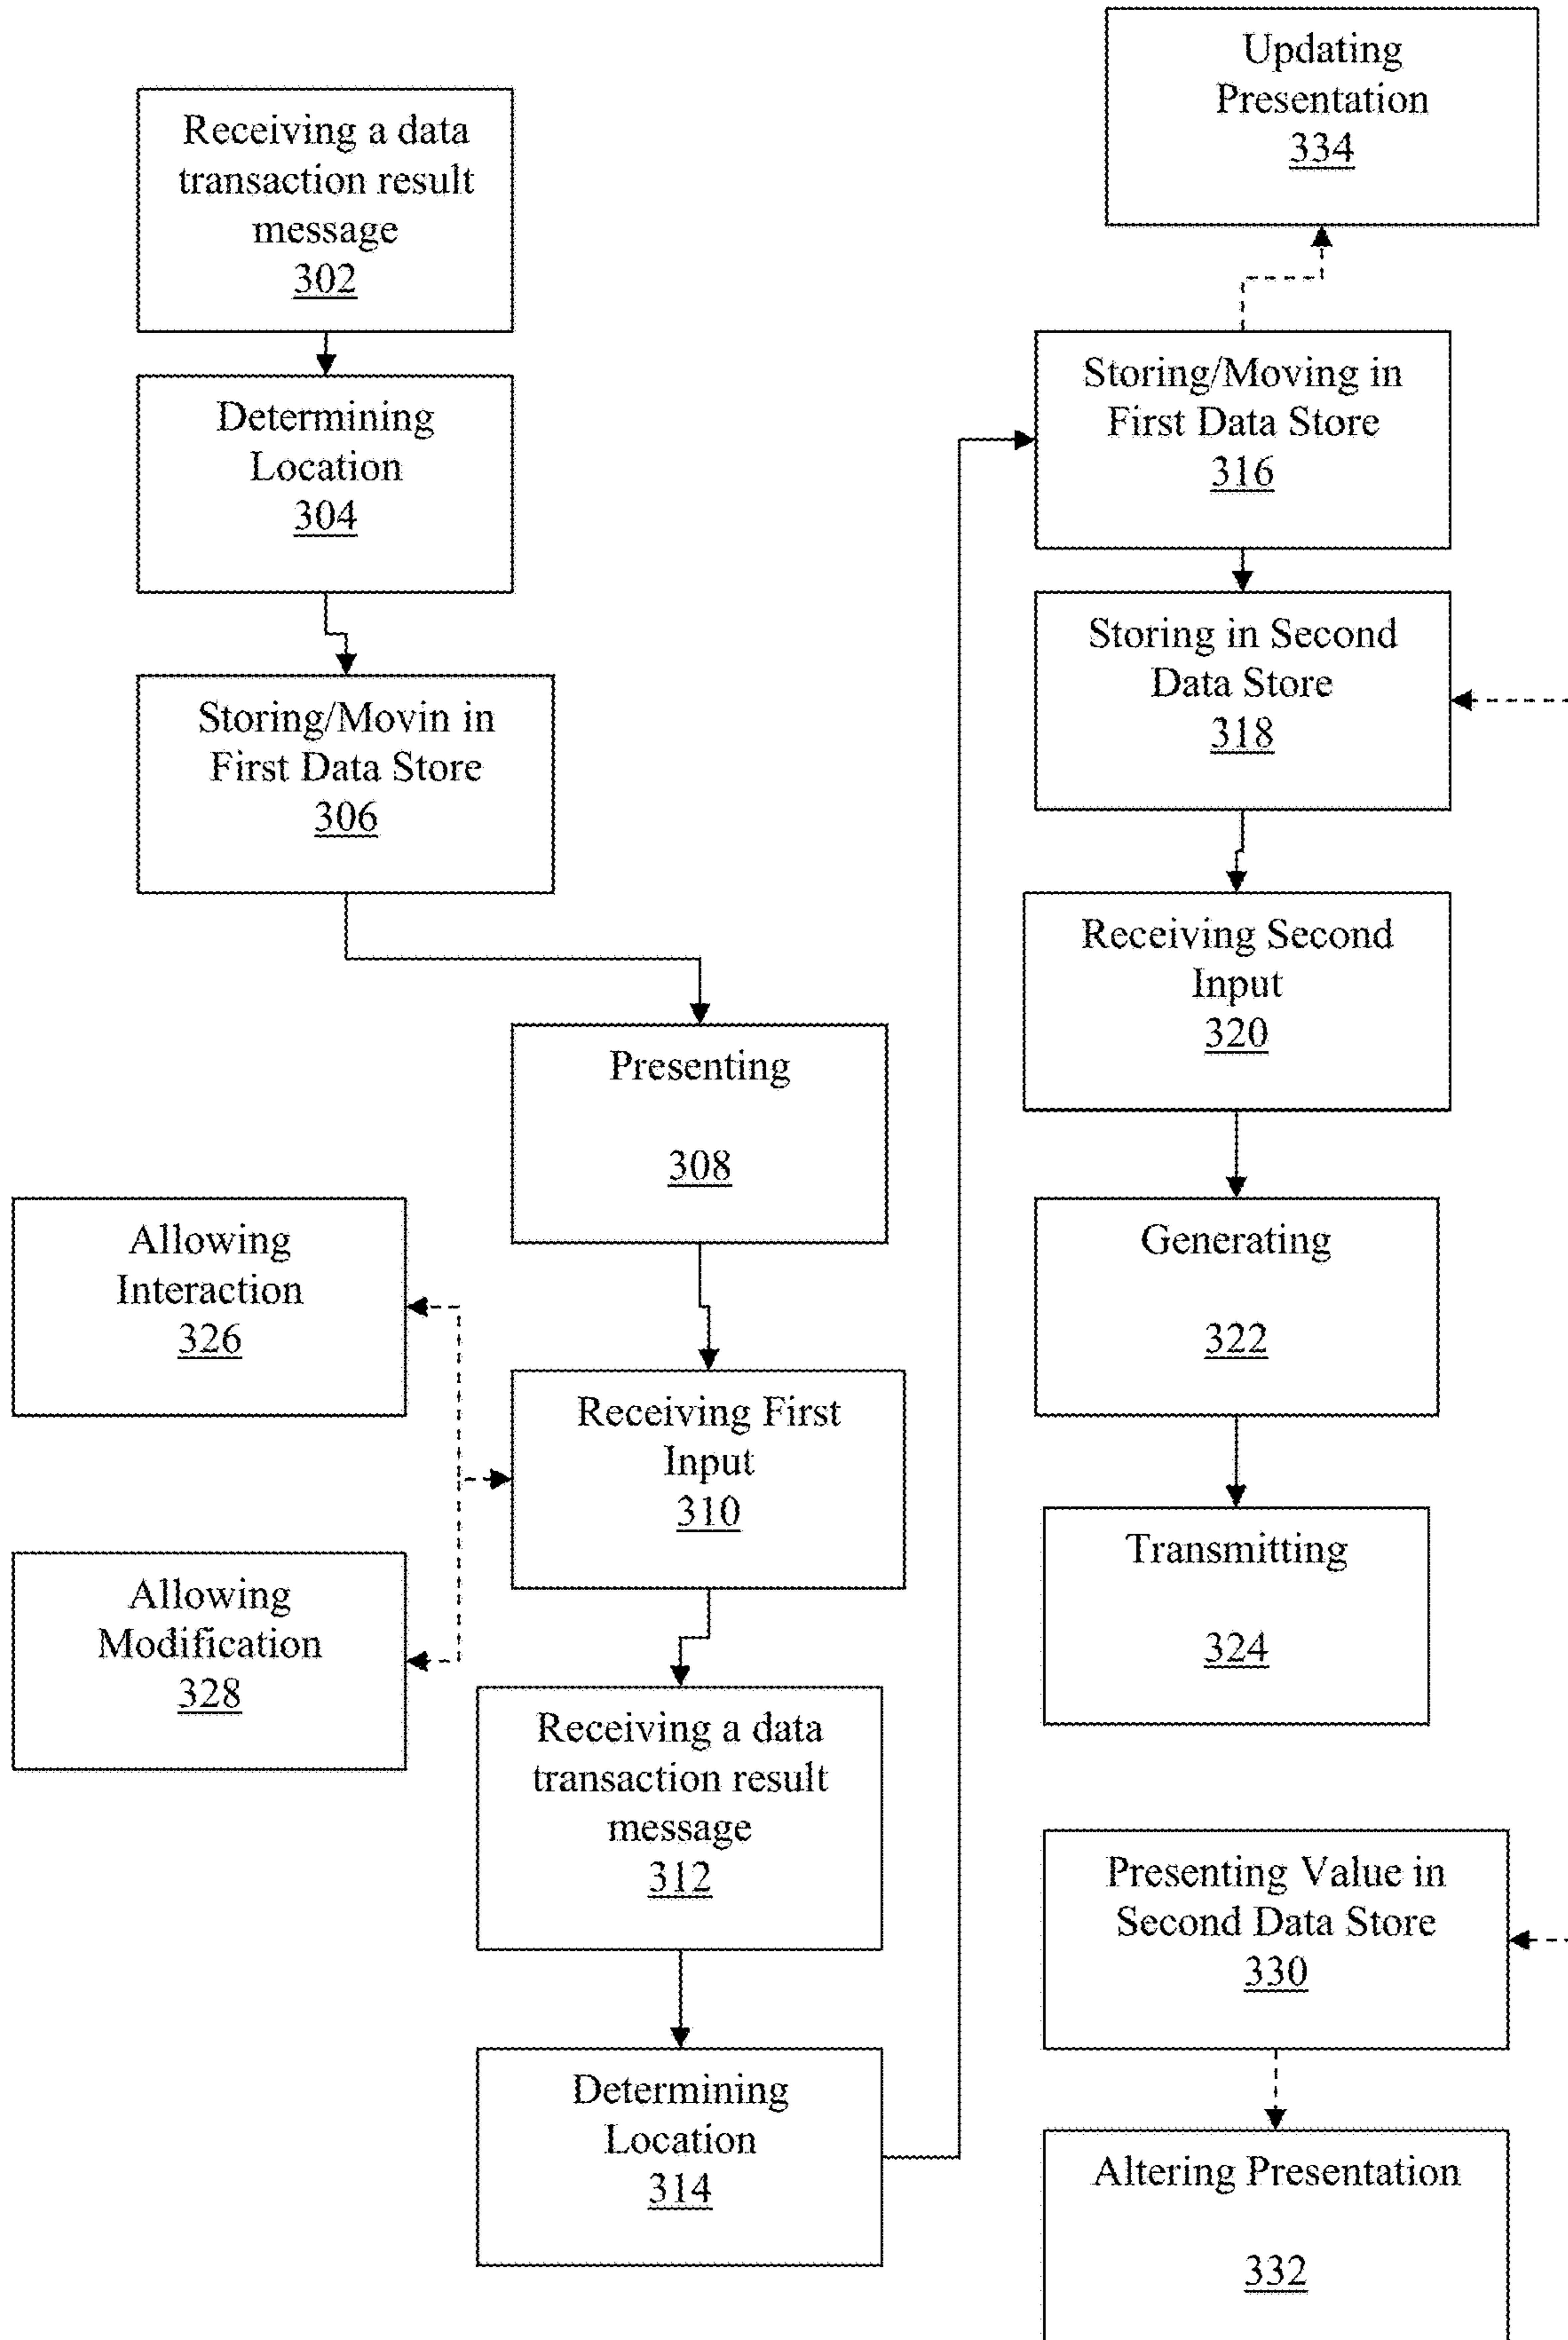 Receiving a data
transaction result
message
302
Determining
Location
304
Storing/Movin in
First Data Store
306
Presenting
308
Allowing
Interaction
326
Receiving First
Input
310
Allowing
Modification
328
Receiving a data
transaction result
message
312
Determining
Location
314
Updating
Presentation
334
Storing/Moving in
First Data Store
316
Storing in Second
Data Store
318
Receiving Second
Input
320
Generating
322
Transmitting
324
Presenting Value in
Second Data Store
330
Altering Presentation
332